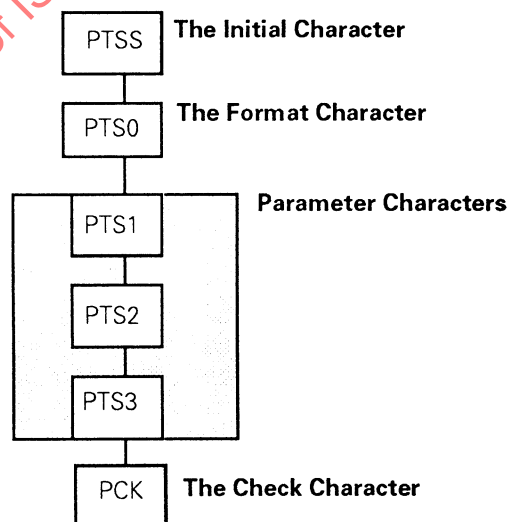 PTSS The Initial Character
PTS0 The Format Character
Parameter Characters
PTS1
PTS2
PTS3
PCK The Check Character